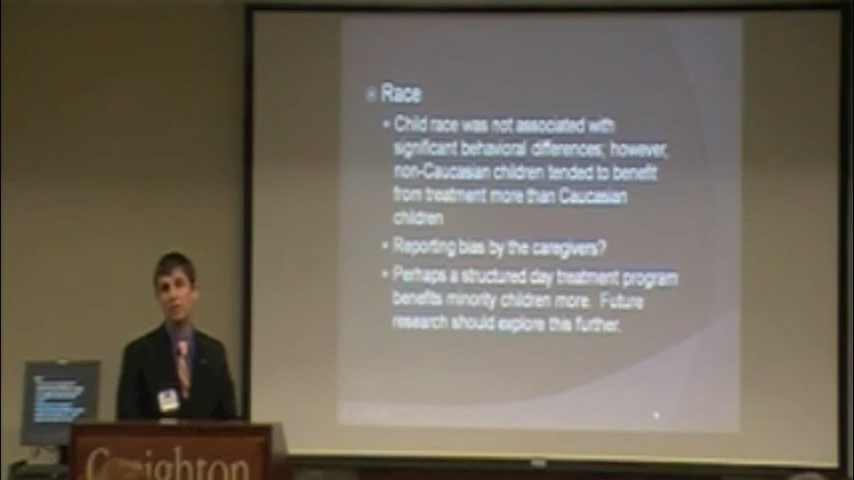 Race
Child race was not associated with
significant behavioral differences; however,
non-Caucasian children tended to benefit
from treatment more than Caucasian
children
Reporting bias by the caregivers?
Perhaps a structured day treatment program
benefits minority children more. Future
research should explore this further.
Creighton